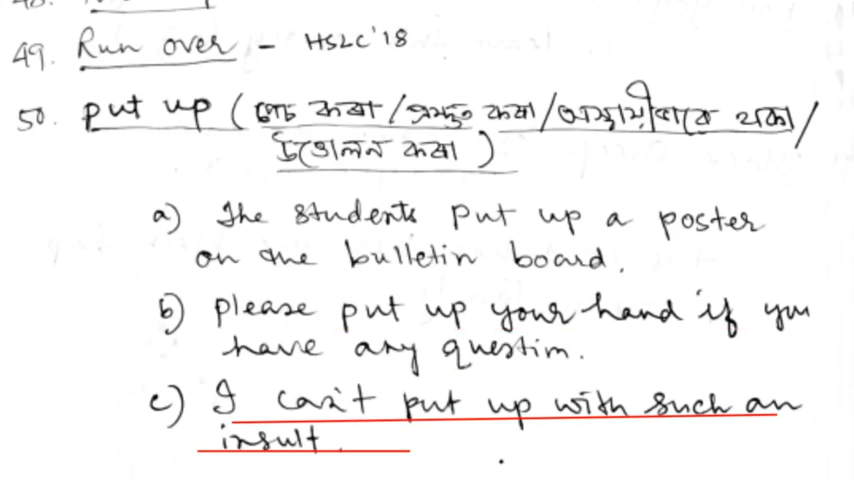 49. Run over - HSLC'18
50. put up ( পেচ কৰা / প্ৰস্তুত কৰা / অস্থায়ীভাৱে থকা /
উত্তোলন কৰা )
a) The students put up a poster
on the bulletin board.
b) please put up your hand if you
have any question.
c) I can't put up with such an
insult.